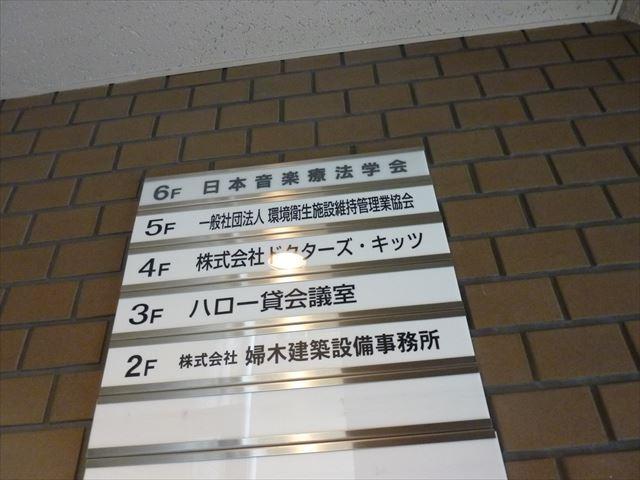 6F 日本音楽療法学会
5F 一般社団法人 環境衛生施設維持管理業協会
4F 株式会社 ドクターズ・キッツ
3F ハロー貸会議室
2F 株式会社 婦木建築設備事務所